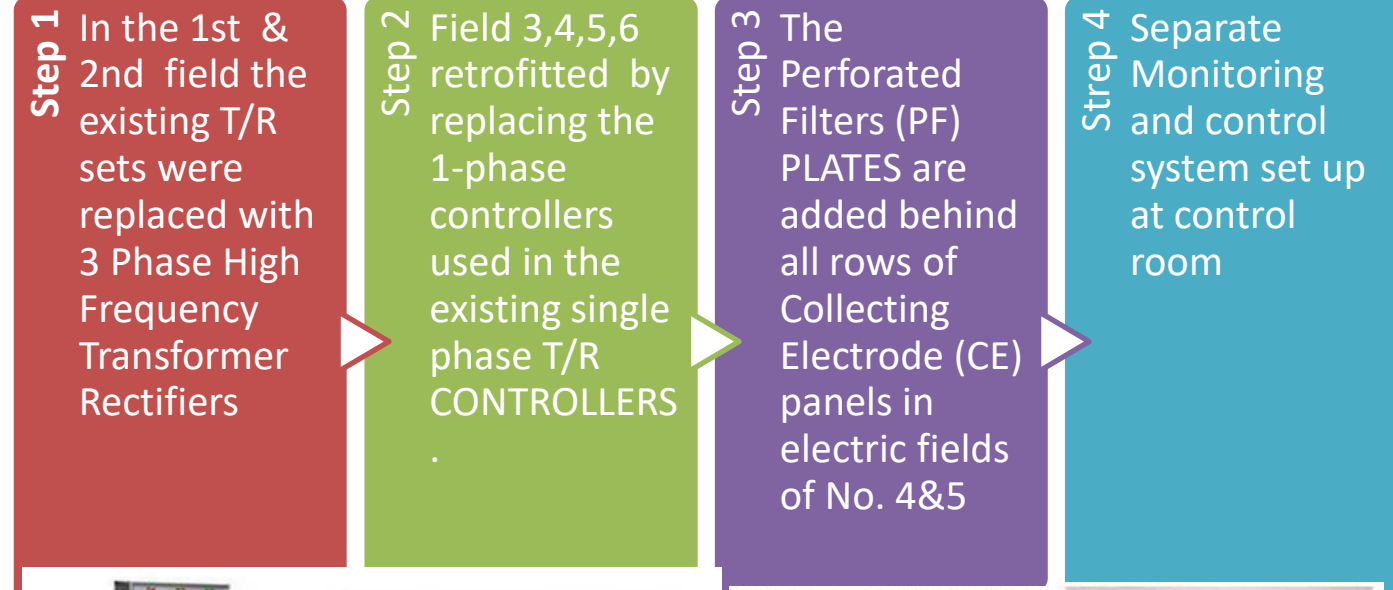 Step 1
In the 1st &
2nd field the
existing T/R
sets were
replaced with
3 Phase High
Frequency
Transformer
Rectifiers
Step 2
Field 3,4,5,6
retrofitted by
replacing the
1-phase
controllers
used in the
existing single
phase T/R
CONTROLLERS
.
Step 3
The
Perforated
Filters (PF)
PLATES are
added behind
all rows of
Collecting
Electrode (CE)
panels in
electric fields
of No. 4&5
Strep 4
Separate
Monitoring
and control
system set up
at control
room